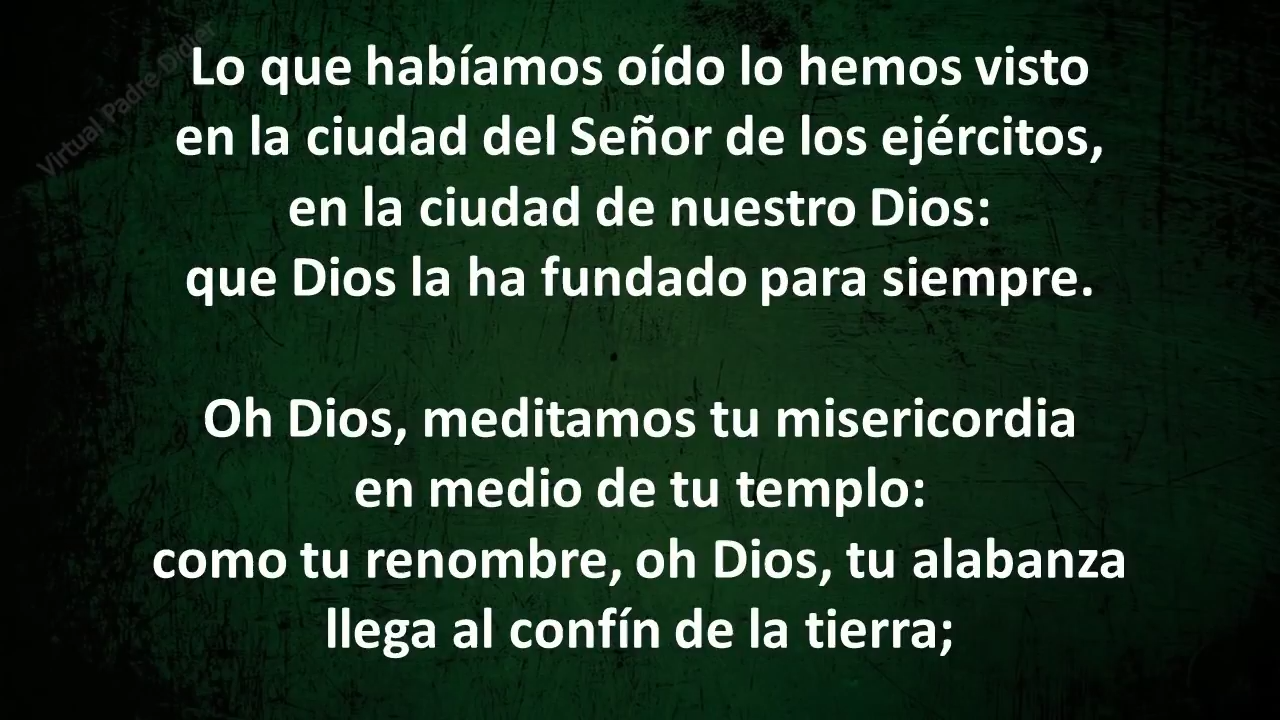 Virtual Padre Didier
Lo que habíamos oído lo hemos visto
en la ciudad del Señor de los ejércitos,
en la ciudad de nuestro Dios:
que Dios la ha fundado para siempre.
Oh Dios, meditamos tu misericordia
en medio de tu templo:
como tu renombre, oh Dios, tu alabanza
llega al confín de la tierra;